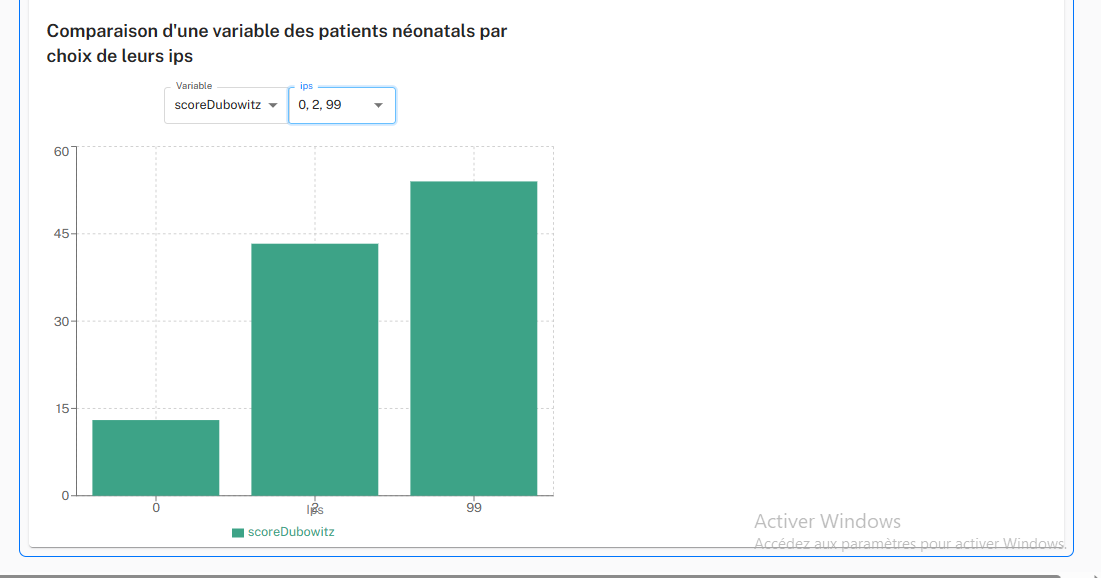 Comparaison d'une variable des patients néonatals par
choix de leurs ips
Variable
ips
scoreDubowitz
0, 2, 99
60
45
30
15
0
0
2
99
Ips
scoreDubowitz
Activer Windows
Accédez aux paramètres pour activer Windows.